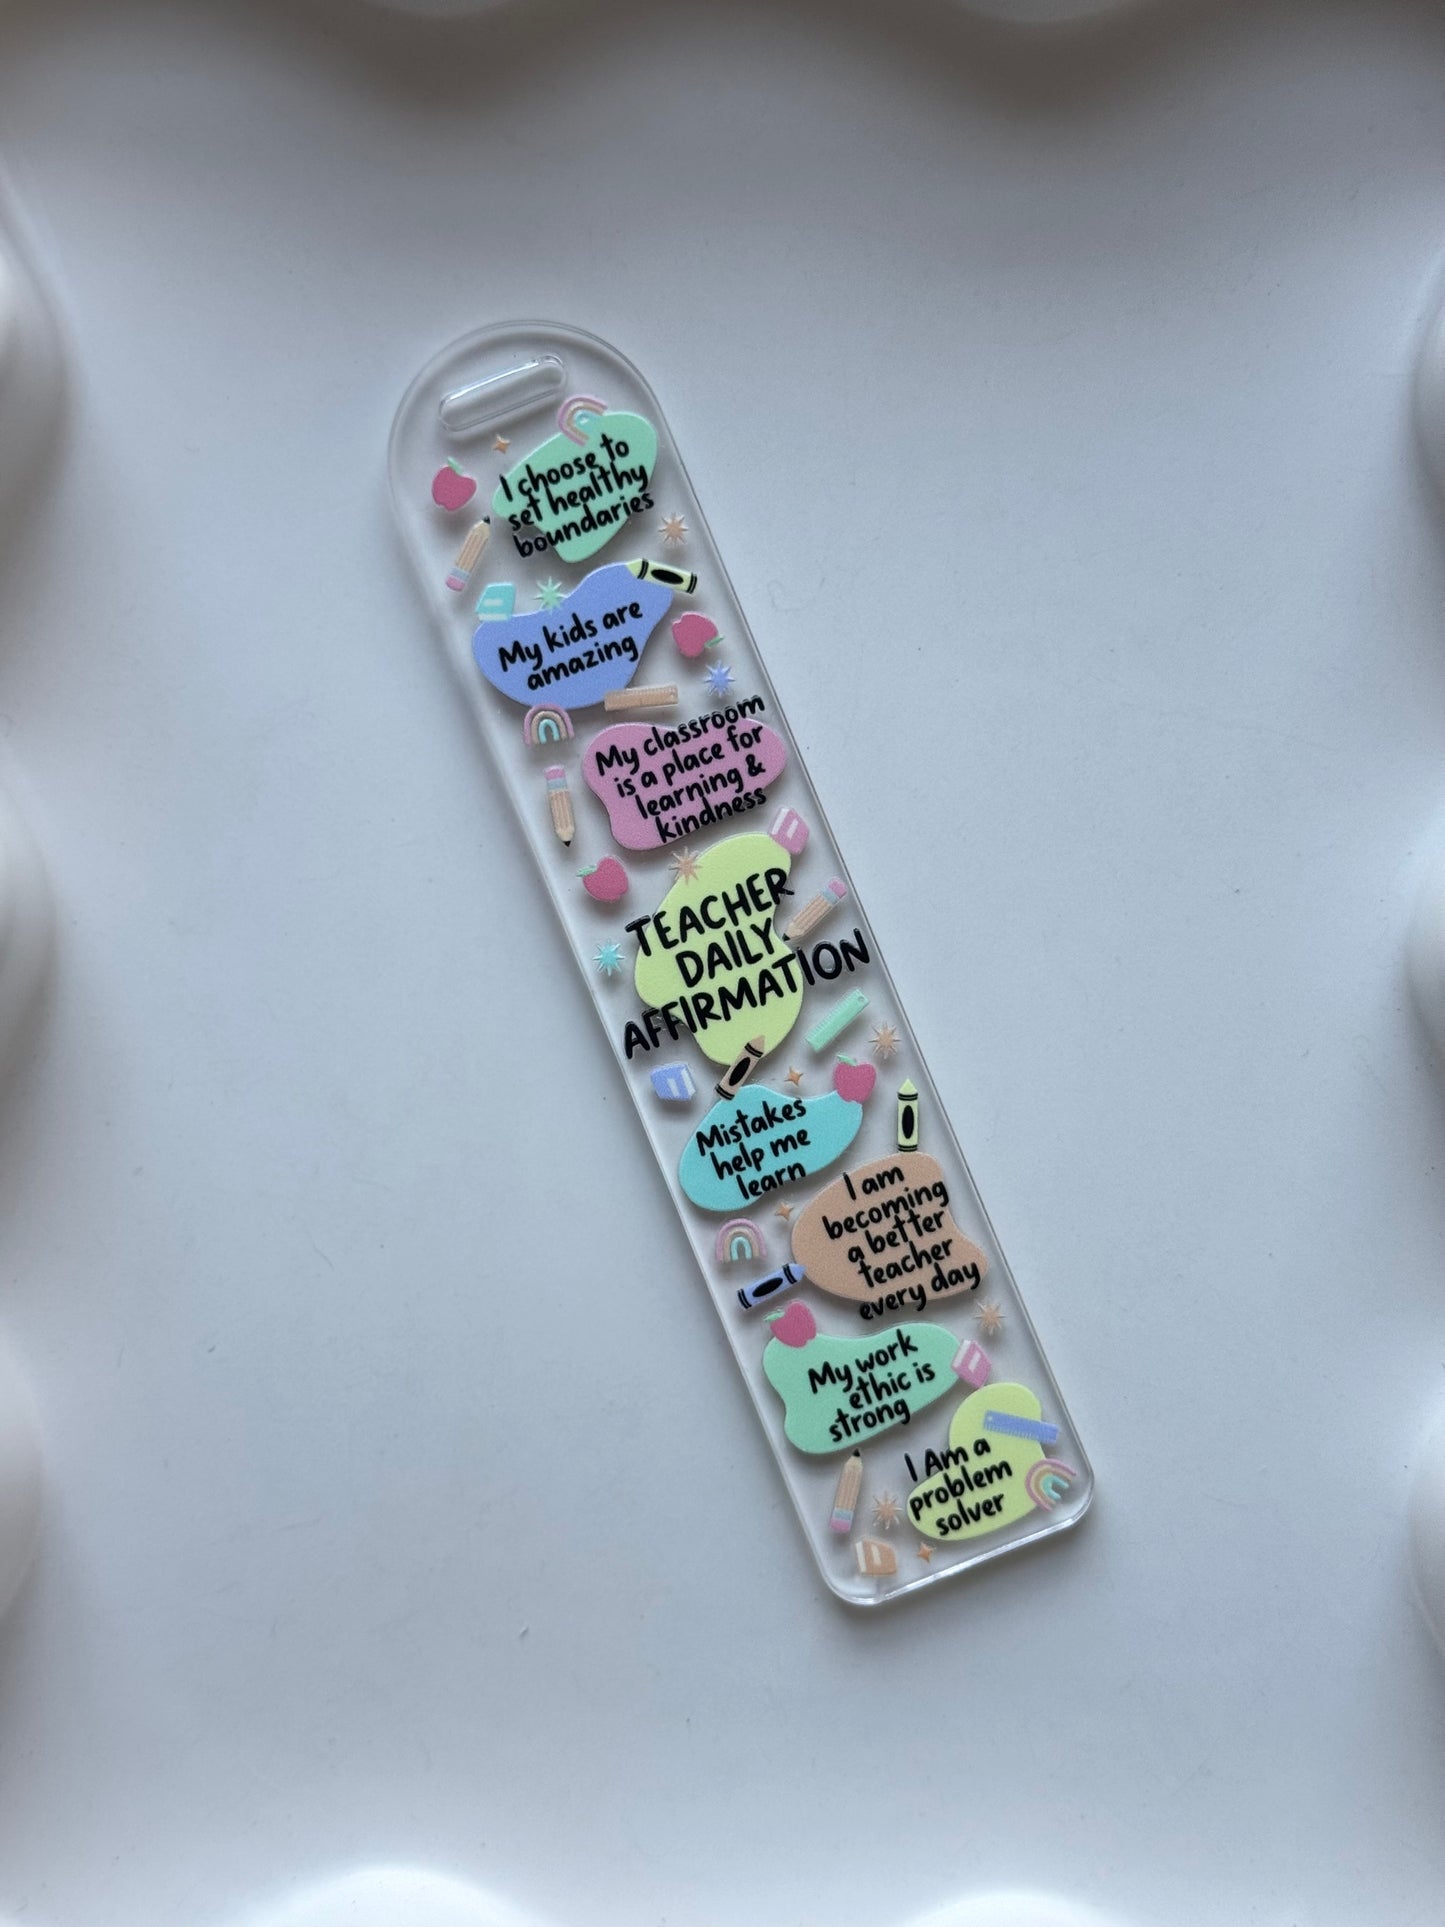 I choose to
set healthy
boundaries
My kids are
amazing
My classroom
is a place for
learning &
kindness
TEACHER
DAILY
AFFIRMATION
Mistakes
help me
learn
I am
becoming
a better
teacher
every day
My work
ethic is
strong
I Am a
problem
solver